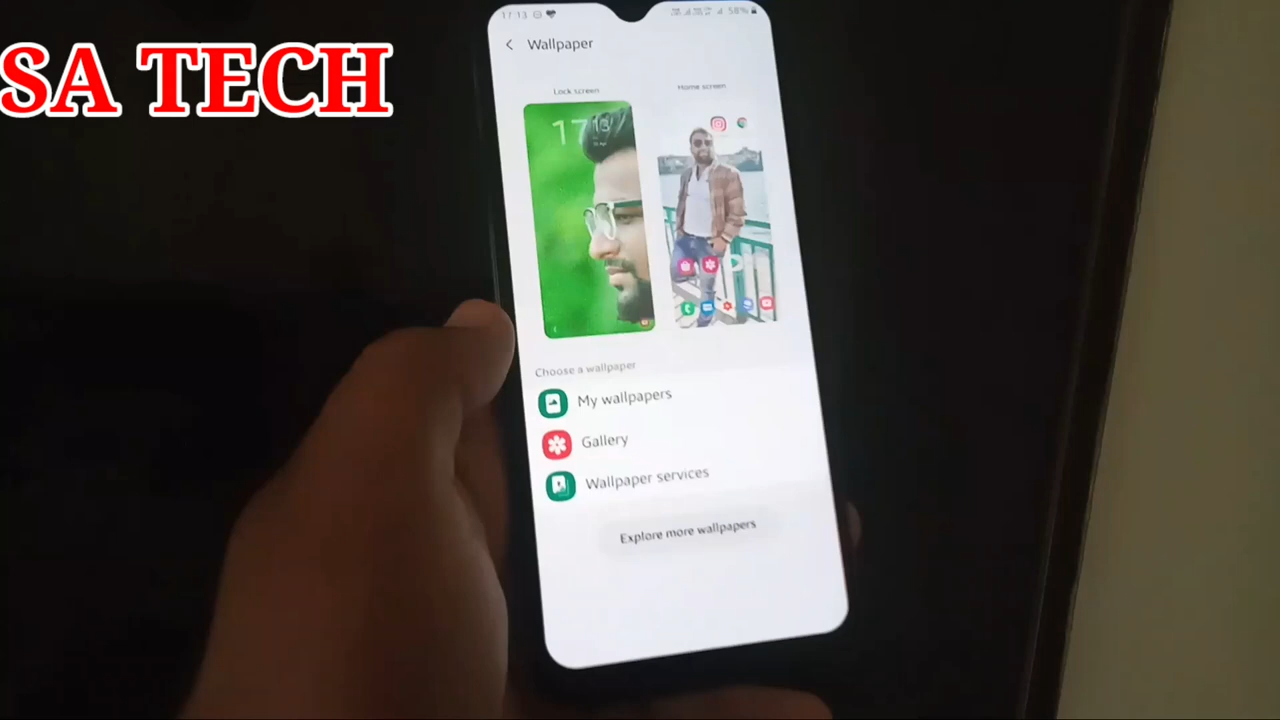 SA TECH
17:13
58%
Wallpaper
Lock screen
Home screen
17:13
Choose a wallpaper
My wallpapers
Gallery
Wallpaper services
Explore more wallpapers